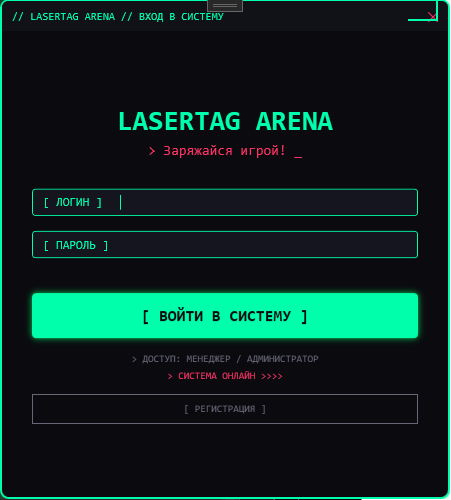 // LASERTAG ARENA // ВХОД В СИСТЕМУ
LASERTAG ARENA
> Заряжайся игрой! _
[ ЛОГИН ]
[ ПАРОЛЬ ]
[ ВОЙТИ В СИСТЕМУ ]
> ДОСТУП: МЕНЕДЖЕР / АДМИНИСТРАТОР
> СИСТЕМА ОНЛАЙН >>>>
[ РЕГИСТРАЦИЯ ]